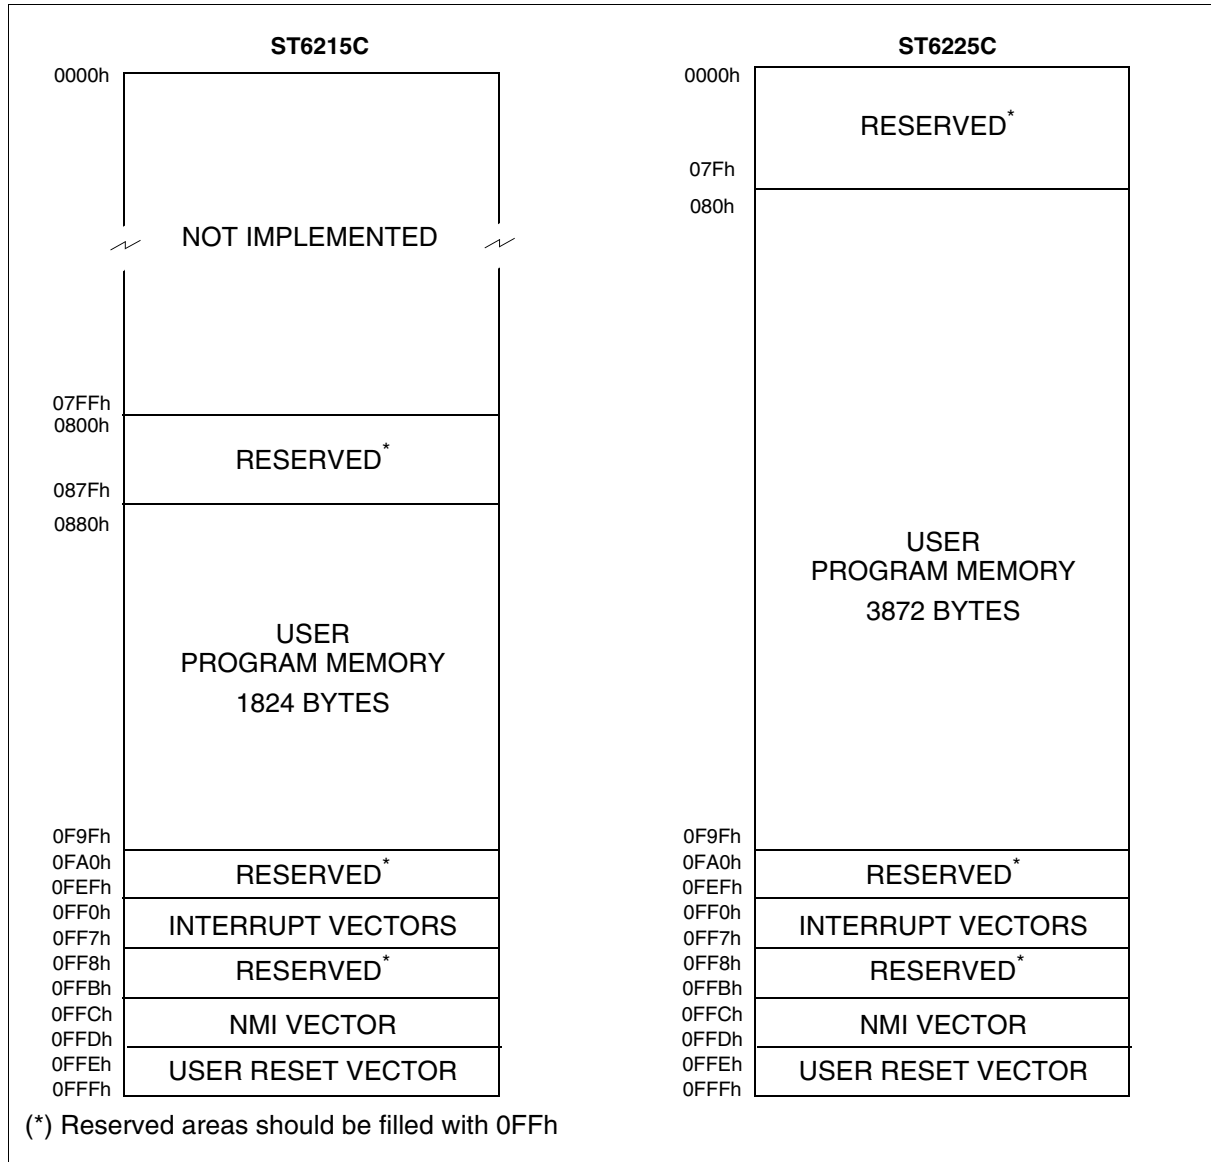 ST6215C
0000h
NOT IMPLEMENTED
07FFh
0800h
RESERVED*
087Fh
0880h
USER
PROGRAM MEMORY
1824 BYTES
0F9Fh
0FA0h
RESERVED*
0FEFh
0FF0h
INTERRUPT VECTORS
0FF7h
0FF8h
RESERVED*
0FFBh
0FFCh
NMI VECTOR
0FFDh
0FFEh
USER RESET VECTOR
0FFFh
ST6225C
0000h
RESERVED*
07Fh
080h
USER
PROGRAM MEMORY
3872 BYTES
0F9Fh
0FA0h
RESERVED*
0FEFh
0FF0h
INTERRUPT VECTORS
0FF7h
0FF8h
RESERVED*
0FFBh
0FFCh
NMI VECTOR
0FFDh
0FFEh
USER RESET VECTOR
0FFFh
(*) Reserved areas should be filled with 0FFh